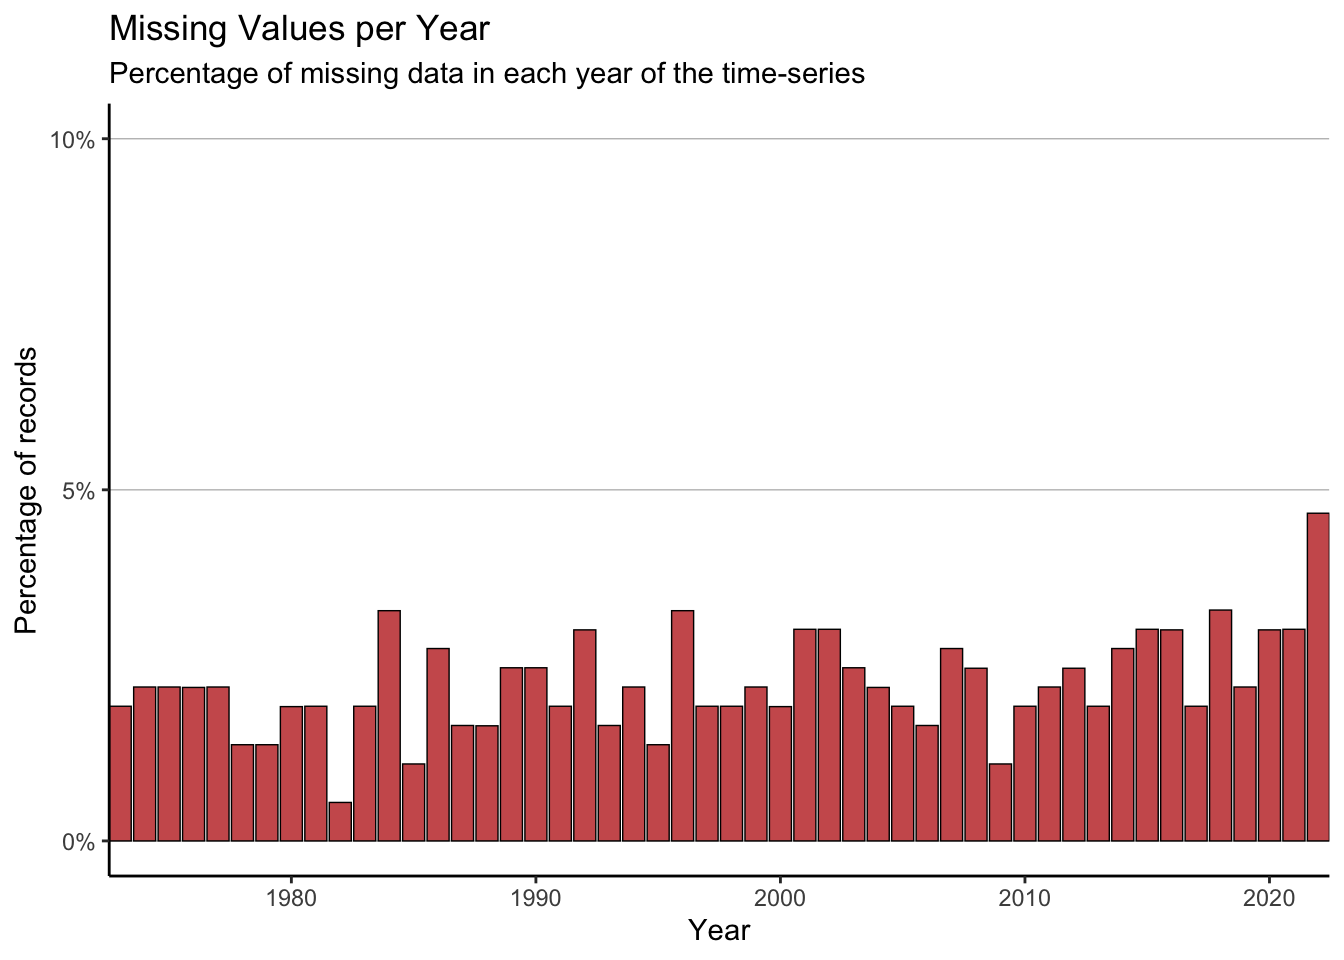 Missing Values per Year
Percentage of missing data in each year of the time-series
10%
5%
0%
Percentage of records
1980 1990 2000 2010 2020
Year